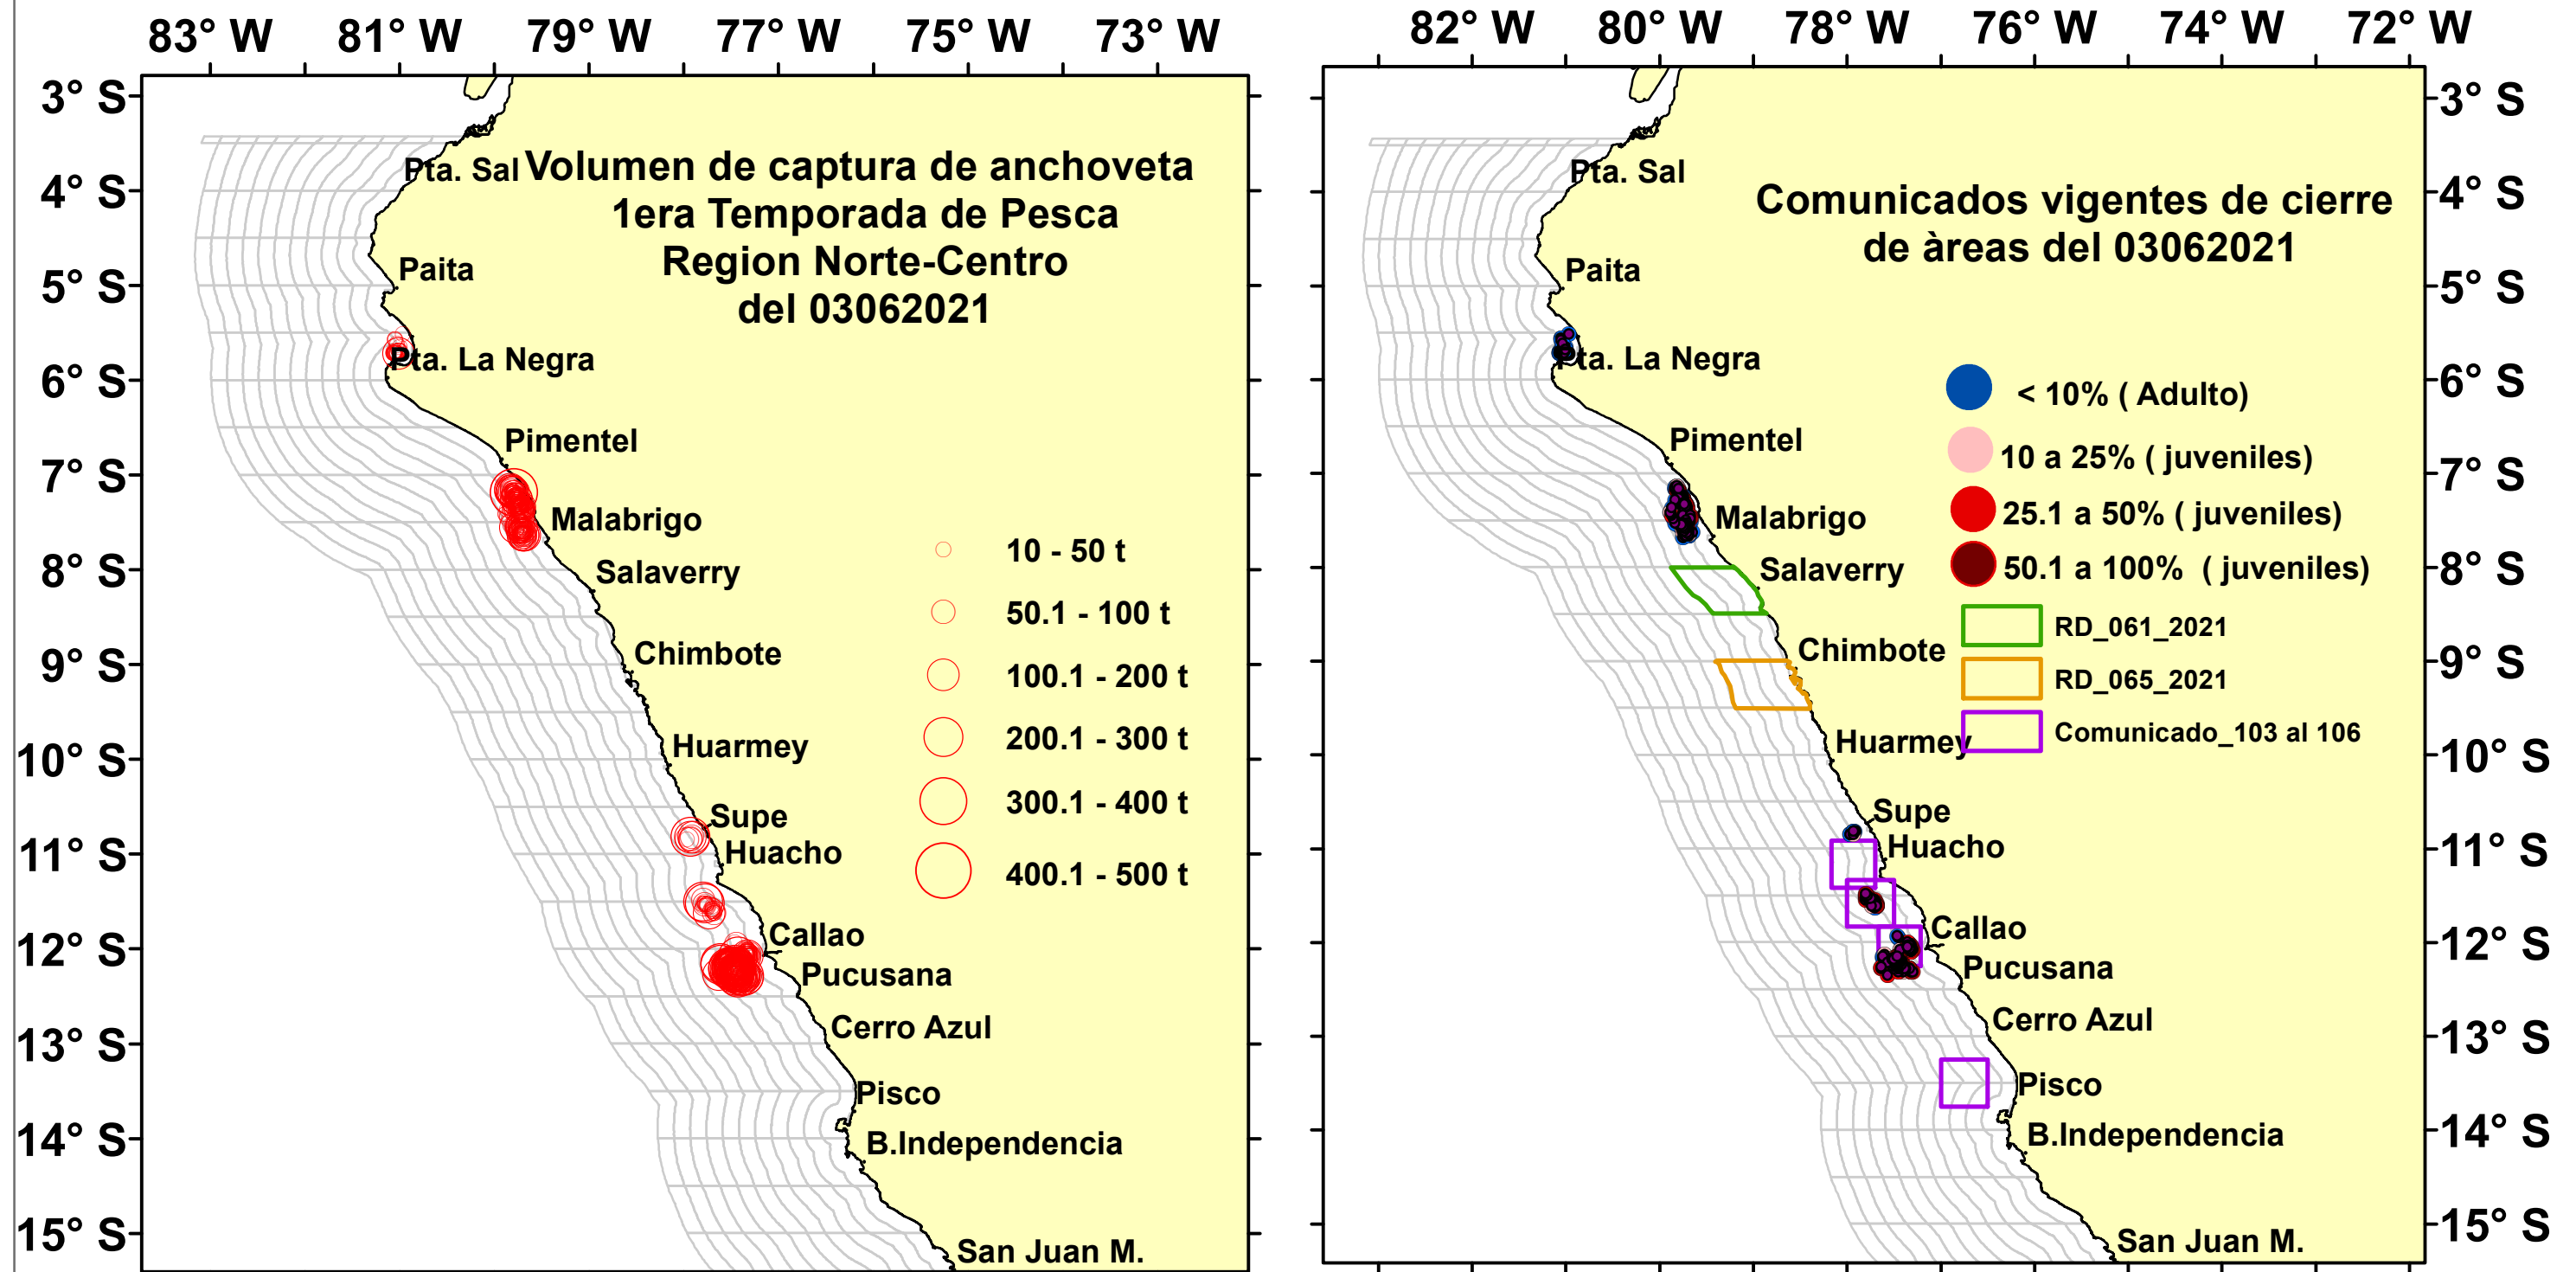 83° W 81° W 79° W 77° W 75° W 73° W
3° S
4° S
5° S
6° S
7° S
8° S
9° S
10° S
11° S
12° S
13° S
14° S
15° S
Volumen de captura de anchoveta
1era Temporada de Pesca
Region Norte-Centro
del 03062021
Pta. Sal
Paita
Pta. La Negra
Pimentel
Malabrigo
Salaverry
Chimbote
Huarmey
Supe
Huacho
Callao
Pucusana
Cerro Azul
Pisco
B.Independencia
San Juan M.
10 - 50 t
50.1 - 100 t
100.1 - 200 t
200.1 - 300 t
300.1 - 400 t
400.1 - 500 t
82° W 80° W 78° W 76° W 74° W 72° W
Comunicados vigentes de cierre
de àreas del 03062021
Pta. Sal
Paita
Pta. La Negra
Pimentel
Malabrigo
Salaverry
Chimbote
Huarmey
Supe
Huacho
Callao
Pucusana
Cerro Azul
Pisco
B.Independencia
San Juan M.
< 10% ( Adulto)
10 a 25% ( juveniles)
25.1 a 50% ( juveniles)
50.1 a 100% ( juveniles)
RD_061_2021
RD_065_2021
Comunicado_103 al 106
3° S
4° S
5° S
6° S
7° S
8° S
9° S
10° S
11° S
12° S
13° S
14° S
15° S